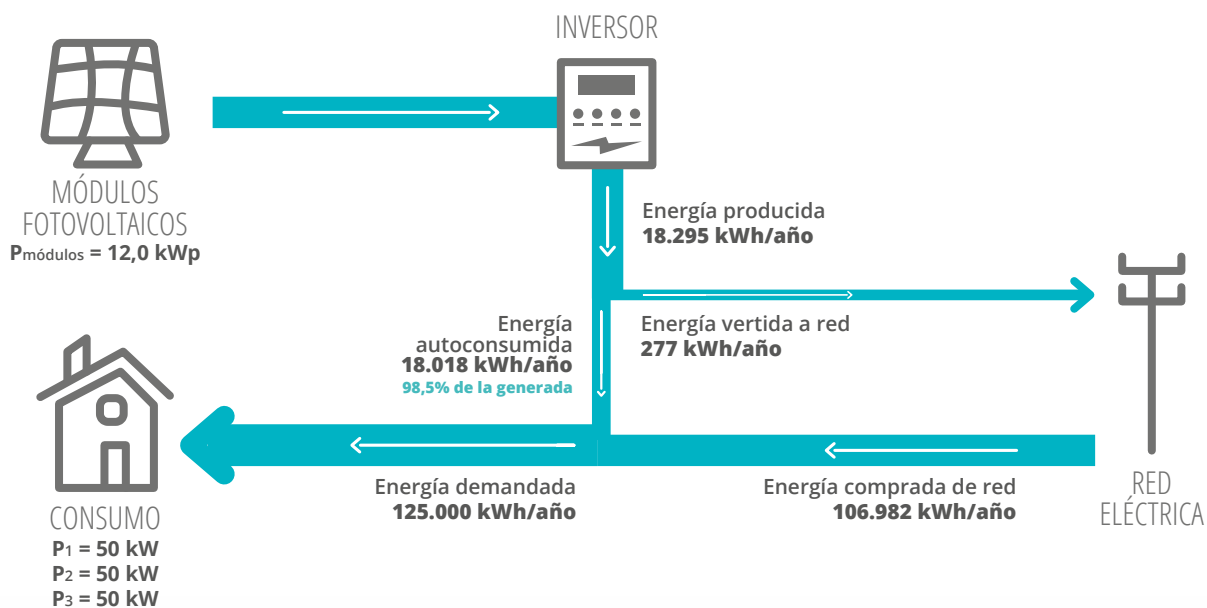 INVERSOR
MÓDULOS
FOTOVOLTAICOS
Pmódulos = 12,0 kWp
Energía producida
18.295 kWh/año
Energía vertida a red
277 kWh/año
Energía
autoconsumida
18.018 kWh/año
98,5% de la generada
Energía demandada
125.000 kWh/año
Energía comprada de red
106.982 kWh/año
RED
ELÉCTRICA
CONSUMO
P1 = 50 kW
P2 = 50 kW
P3 = 50 kW